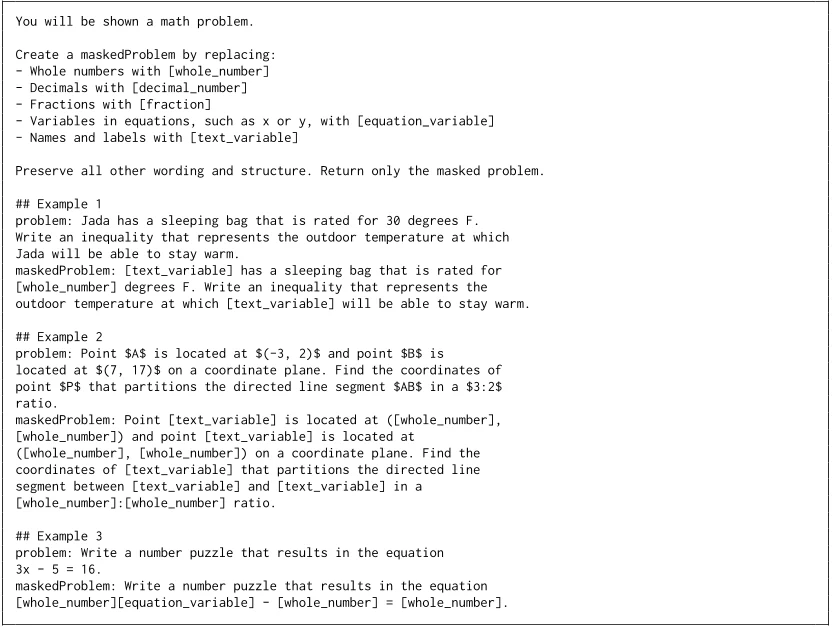 You will be shown a math problem.
Create a maskedProblem by replacing:
- Whole numbers with [whole_number]
- Decimals with [decimal_number]
- Fractions with [fraction]
- Variables in equations, such as x or y, with [equation_variable]
- Names and labels with [text_variable]
Preserve all other wording and structure. Return only the masked problem.
## Example 1
problem: Jada has a sleeping bag that is rated for 30 degrees F.
Write an inequality that represents the outdoor temperature at which
Jada will be able to stay warm.
maskedProblem: [text_variable] has a sleeping bag that is rated for
[whole_number] degrees F. Write an inequality that represents the
outdoor temperature at which [text_variable] will be able to stay warm.
## Example 2
problem: Point $A$ is located at $(-3, 2)$ and point $B$ is
located at $(7, 17)$ on a coordinate plane. Find the coordinates of
point $P$ that partitions the directed line segment $AB$ in a $3:2$
ratio.
maskedProblem: Point [text_variable] is located at ([whole_number],
[whole_number]) and point [text_variable] is located at
([whole_number], [whole_number]) on a coordinate plane. Find the
coordinates of [text_variable] that partitions the directed line
segment between [text_variable] and [text_variable] in a
[whole_number]:[whole_number] ratio.
## Example 3
problem: Write a number puzzle that results in the equation
3x - 5 = 16.
maskedProblem: Write a number puzzle that results in the equation
[whole_number][equation_variable] - [whole_number] = [whole_number].